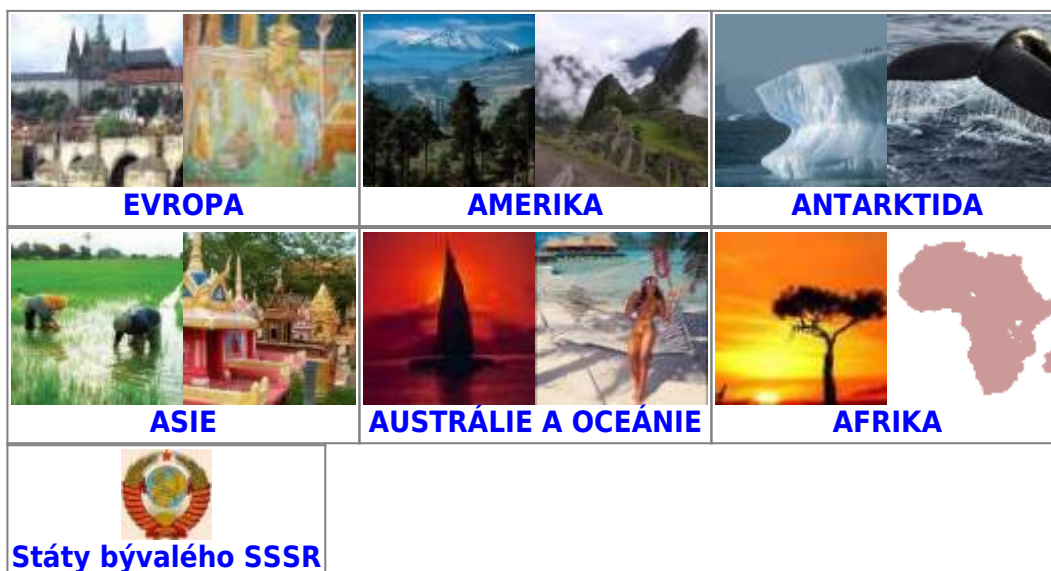 EVROPA
AMERIKA
ANTARKTIDA
ASIE
AUSTRÁLIE A OCEÁNIE
AFRIKA
Státy bývalého SSSR